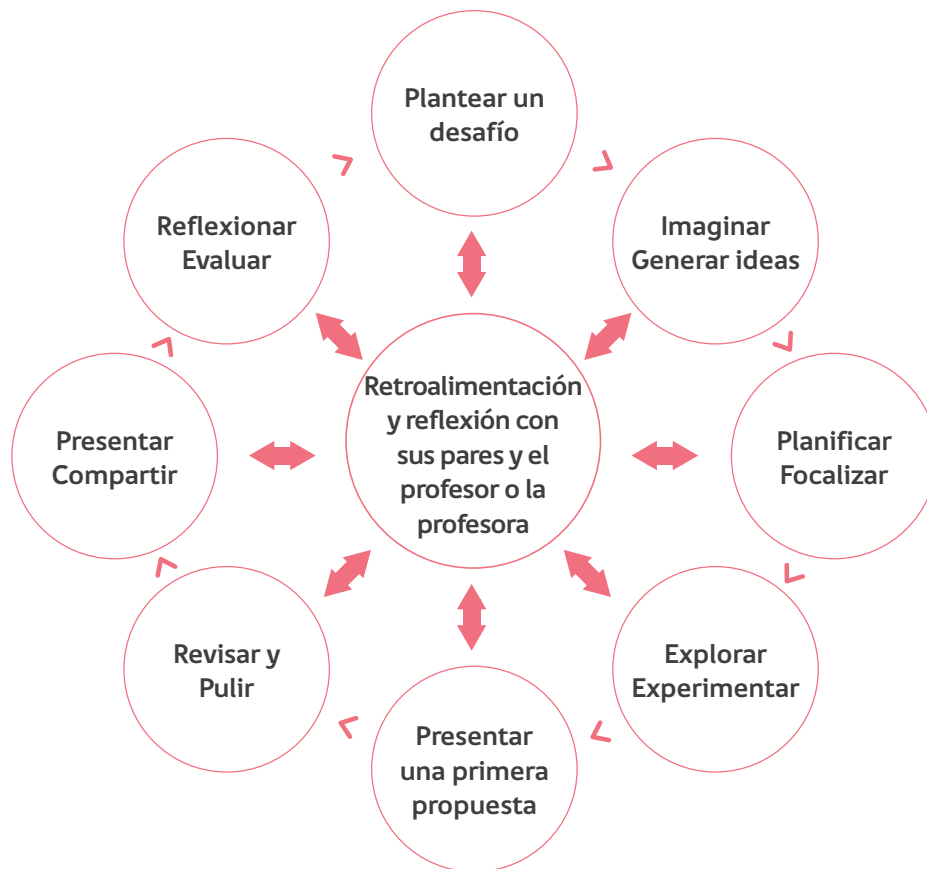 Plantear un
desafío
Imaginar
Generar ideas
Planificar
Focalizar
Explorar
Experimentar
Presentar
una primera
propuesta
Revisar y
Pulir
Presentar
Compartir
Reflexionar
Evaluar
Retroalimentación
y reflexión con
sus pares y el
profesor o la
profesora